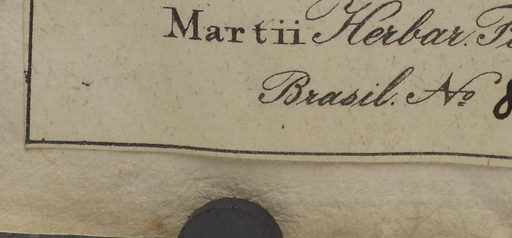 Martii Herbar.
Brasil. No